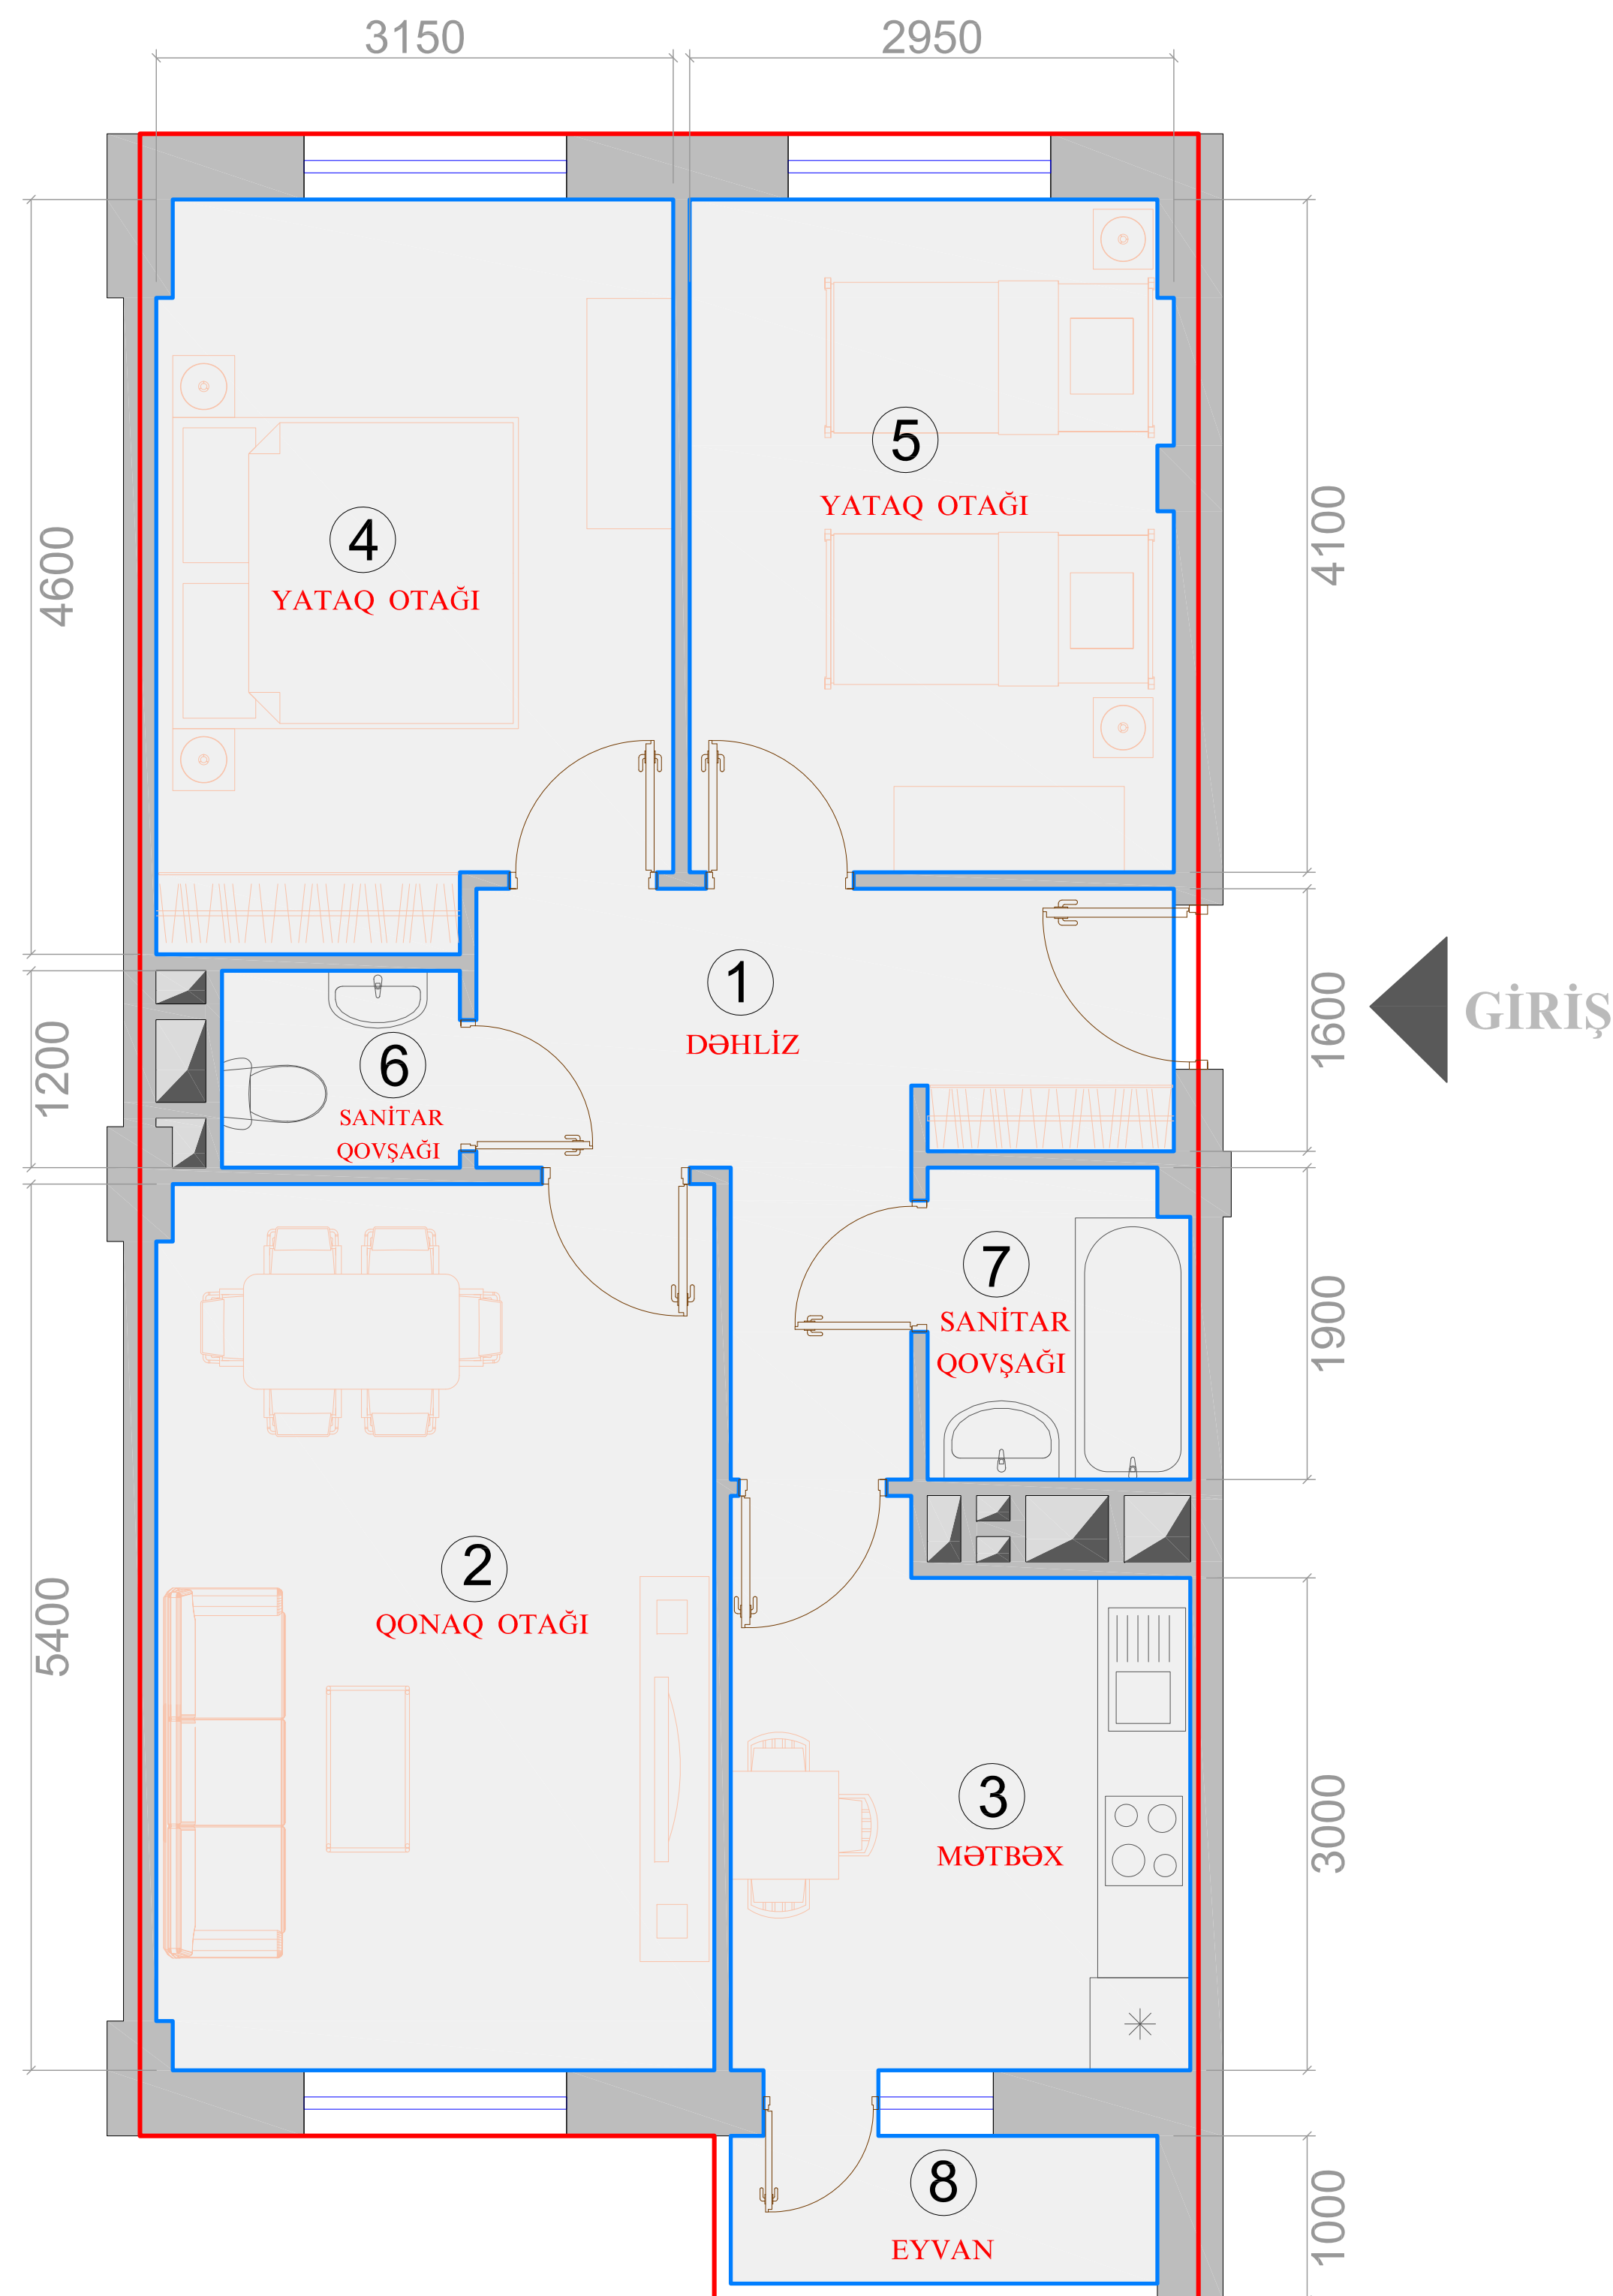 3150
2950
4600
4100
5
YATAQ OTAĞI
4
YATAQ OTAĞI
1
DƏHLİZ
1600
GİRİŞ
1200
6
SANİTAR
QOVŞAĞI
7
SANİTAR
QOVŞAĞI
1900
2
QONAQ OTAĞI
5400
3
MƏTBƏX
3000
8
EYVAN
1000